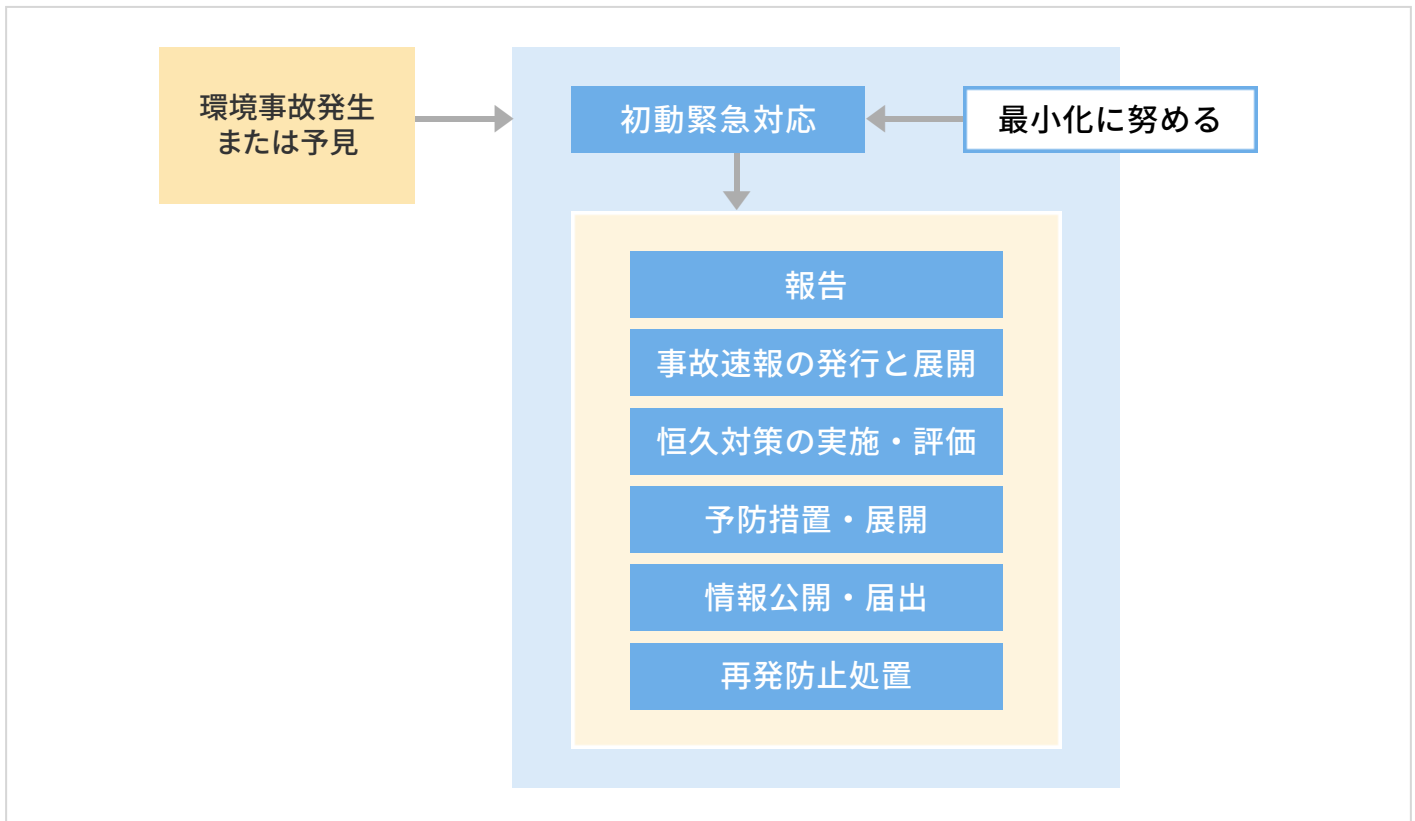 環境事故発生
または予見
初動緊急対応
最小化に努める
報告
事故速報の発行と展開
恒久対策の実施・評価
予防措置・展開
情報公開・届出
再発防止処置